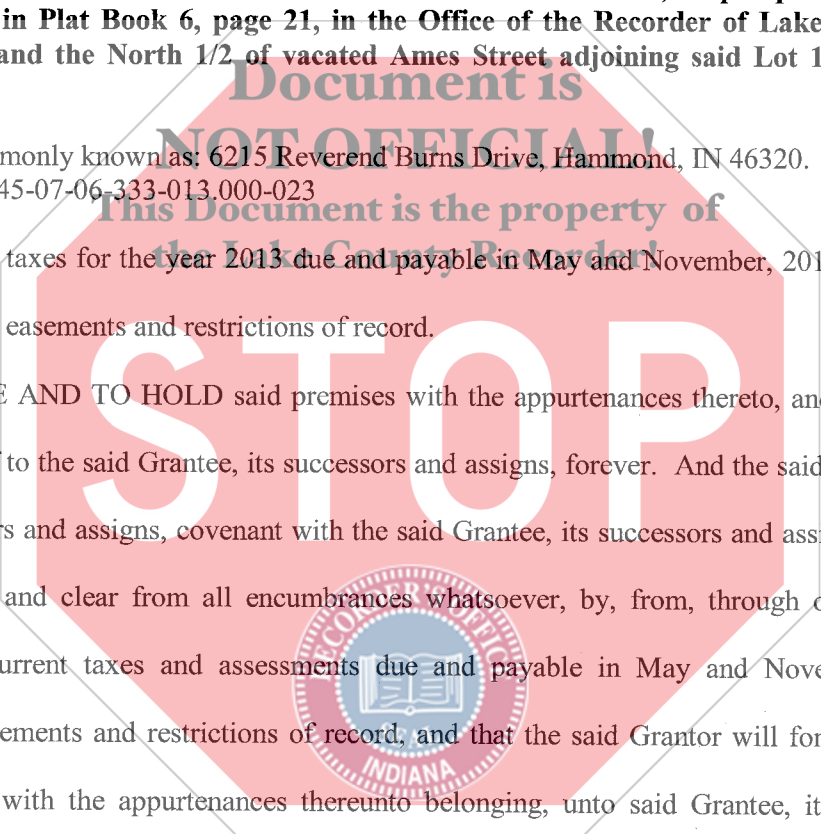 in Plat Book 6, page 21, in the Office of the Recorder of Lake
and the North 1/2 of vacated Ames Street adjoining said Lot 1
Document is
NOT OFFICIAL!
monly known as: 6215 Reverend Burns Drive, Hammond, IN 46320.
45-07-06-333-013.000-023
This Document is the property of
the Lake County Recorder!
taxes for the year 2013 due and payable in May and November, 201
easements and restrictions of record.
STOP
E AND TO HOLD said premises with the appurtenances thereto, and
to the said Grantee, its successors and assigns, forever. And the said
rs and assigns, covenant with the said Grantee, its successors and assi
and clear from all encumbrances whatsoever, by, from, through o
RECORDER'S OFFICE
urrent taxes and assessments due and payable in May and Nove
SEAL
ements and restrictions of record, and that the said Grantor will for
INDIANA
with the appurtenances thereunto belonging, unto said Grantee, it